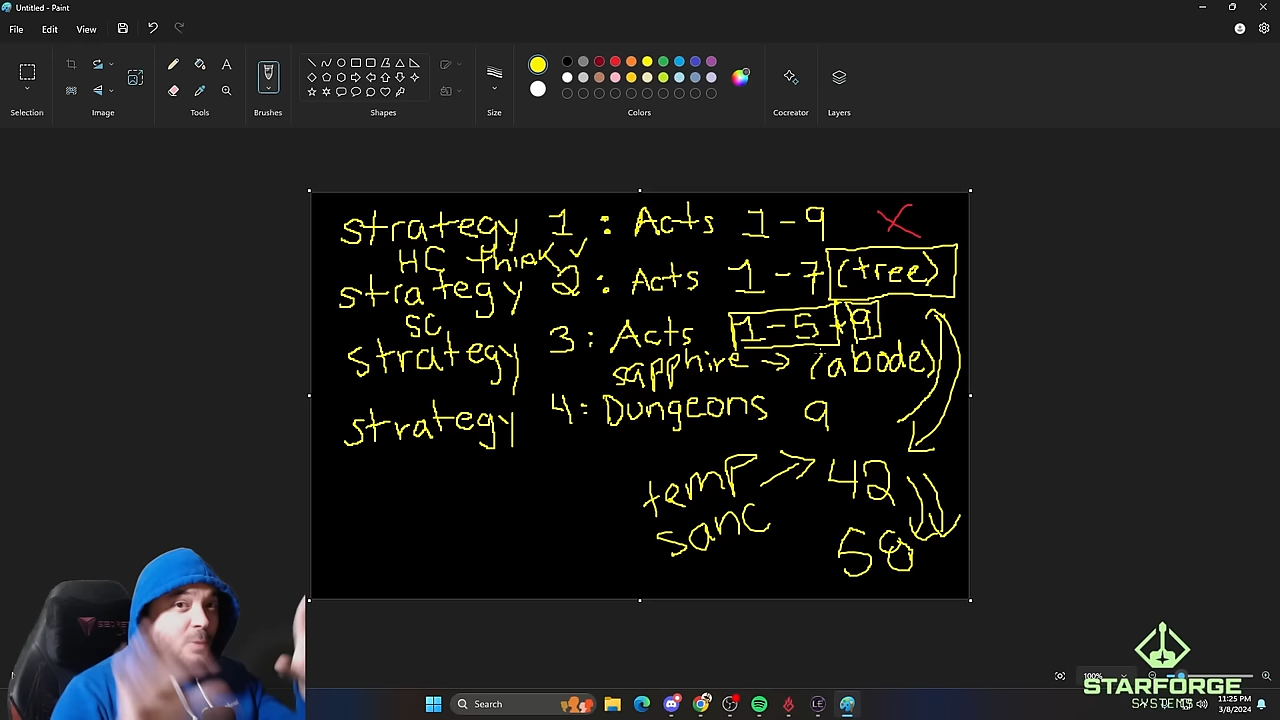 Untitled - Paint
File Edit View
Selection Image Tools Brushes Shapes Size Colors Cocreator Layers
strategy 1 : Acts 1-9 X
HC think ✓
strategy 2 : Acts 1-7 (tree)
SC
strategy 3 : Acts 1-5 + 9
sapphire → (abode)
strategy 4 : Dungeons 9
temp > 42
sanc
58
100%
STARFORGE
SYSTEMS
Search
11:25 PM
3/8/2024